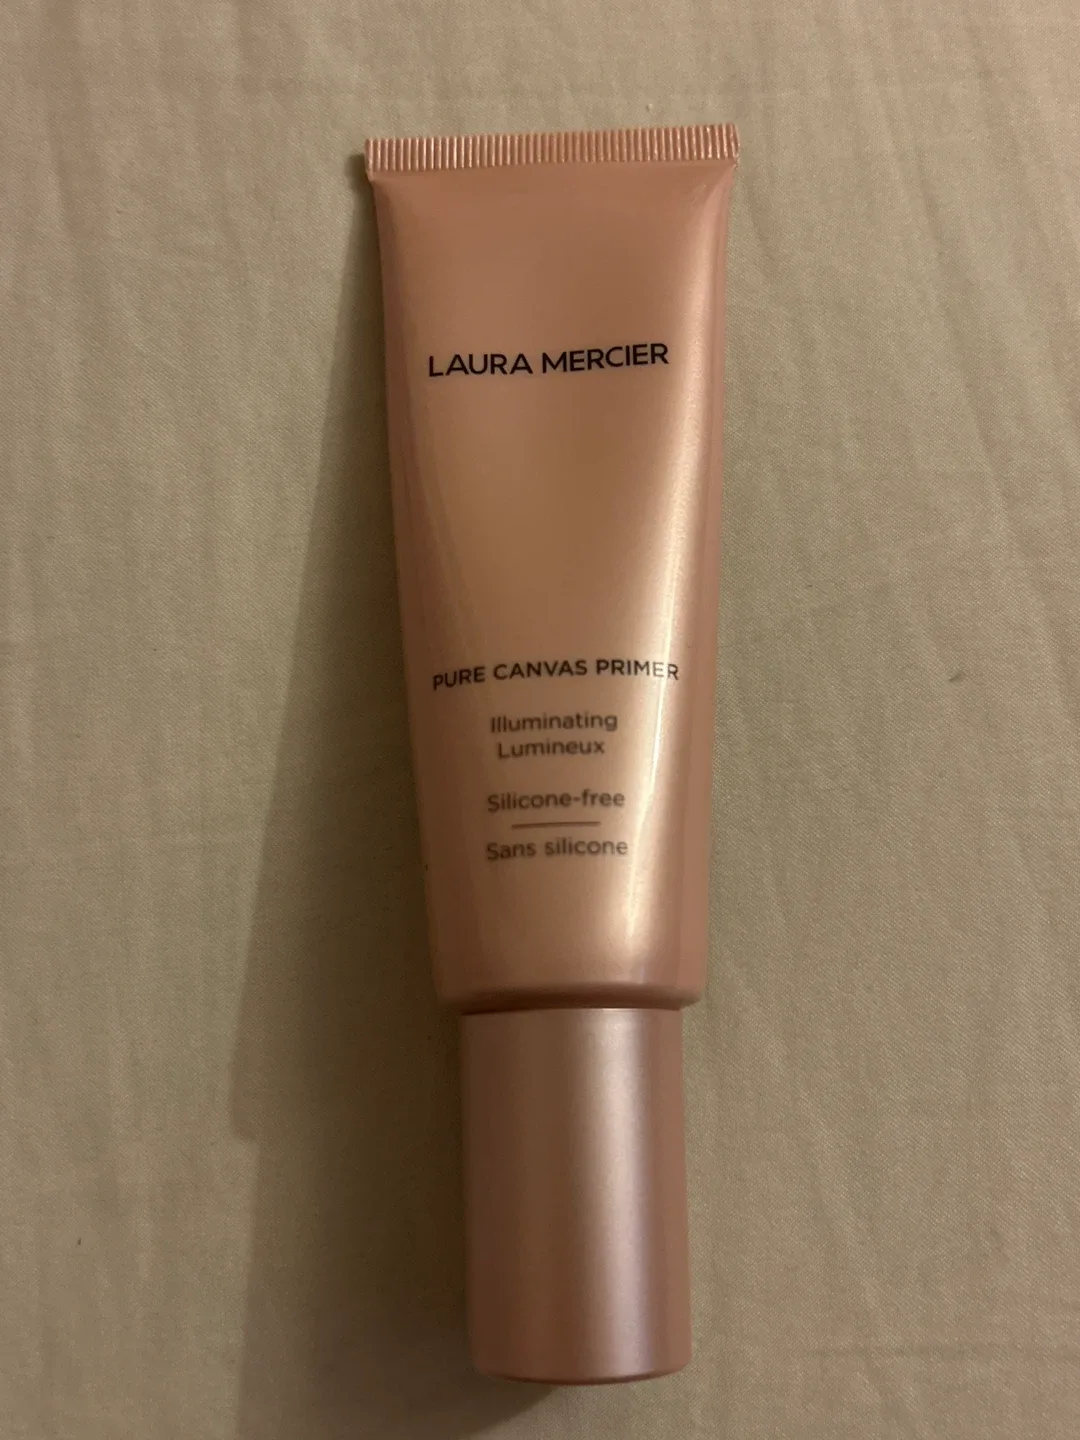 LAURA MERCIER
PURE CANVAS PRIMER
Illuminating
Lumineux
Silicone-free
Sans silicone